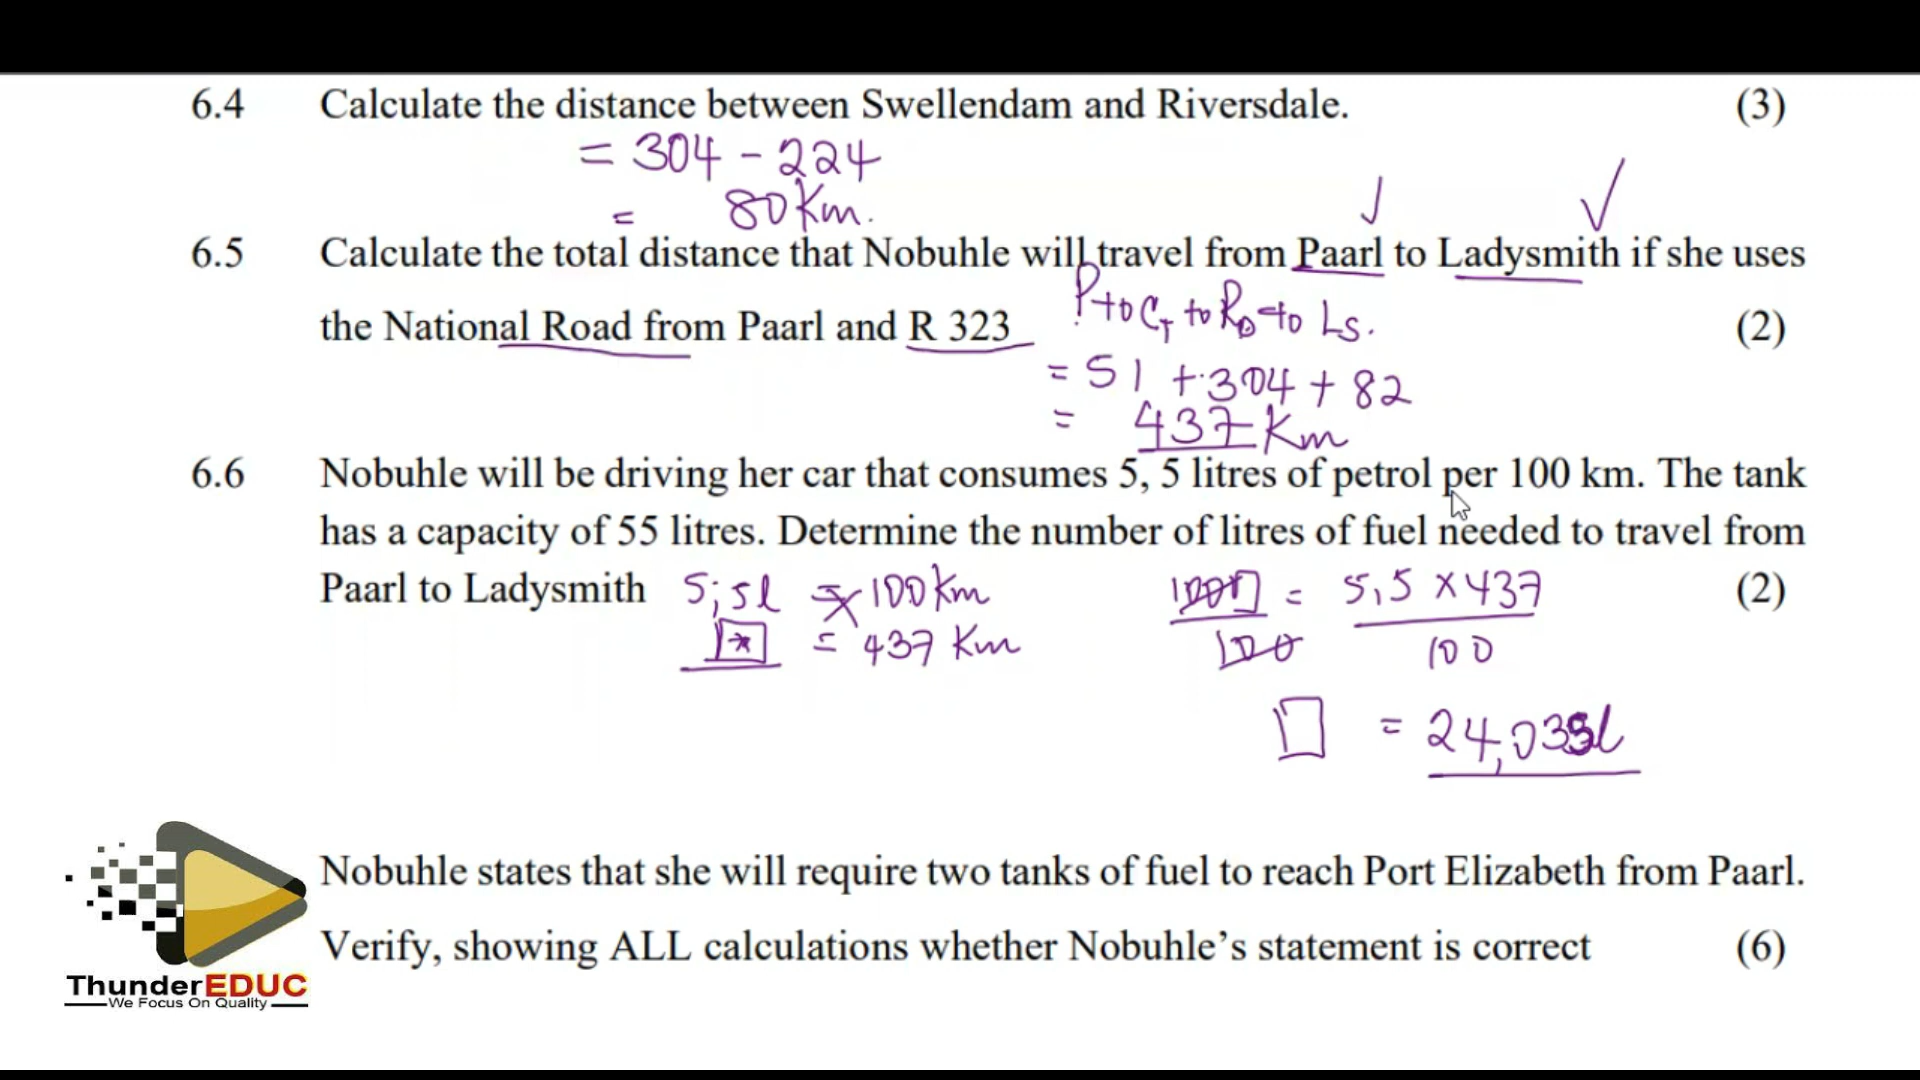 6.4 Calculate the distance between Swellendam and Riversdale. (3)
= 304 - 224
= 80 Km.
6.5 Calculate the total distance that Nobuhle will travel from Paarl to Ladysmith if she uses
the National Road from Paarl and R 323 (2)
P to CT to RD to Ls.
= 51 + 304 + 82
= 437 Km
6.6 Nobuhle will be driving her car that consumes 5, 5 litres of petrol per 100 km. The tank
has a capacity of 55 litres. Determine the number of litres of fuel needed to travel from
Paarl to Ladysmith (2)
5,5l = 100 Km
* = 437 Km
100 = 5,5 × 437
100 100
= 24,035l
Nobuhle states that she will require two tanks of fuel to reach Port Elizabeth from Paarl.
Verify, showing ALL calculations whether Nobuhle’s statement is correct (6)
ThunderEDUC
We Focus On Quality